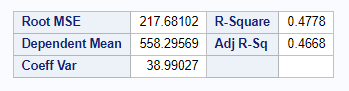 Root MSE 217.68102 R-Square 0.4778
Dependent Mean 558.29569 Adj R-Sq 0.4668
Coeff Var 38.99027